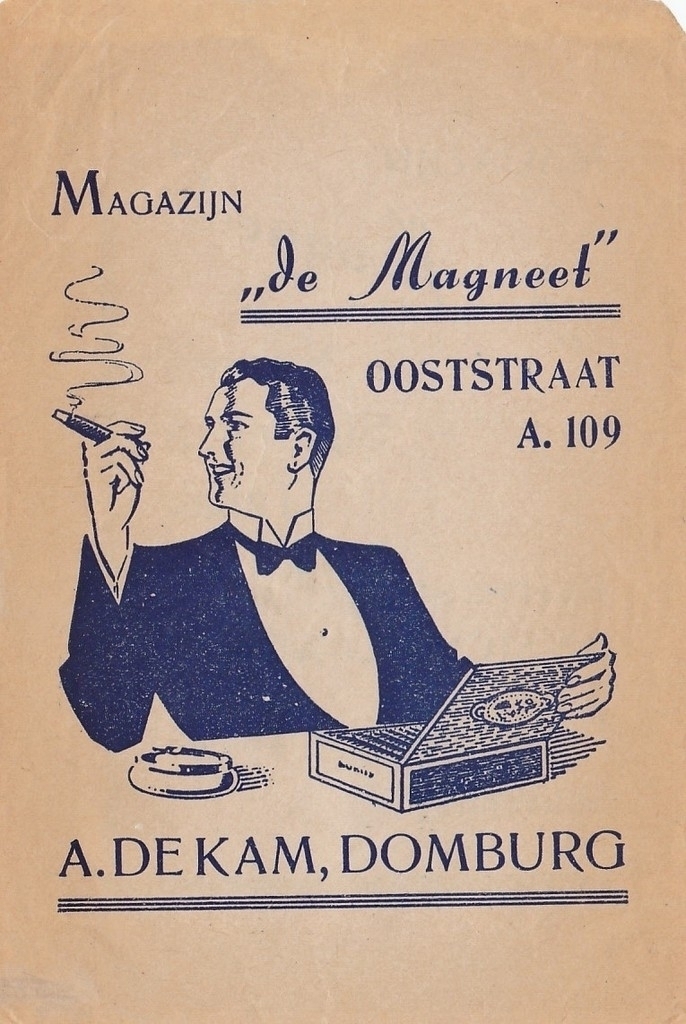 Magazijn
„de Magneet”
OOSTSTRAAT
A. 109
A. DE KAM, DOMBURG